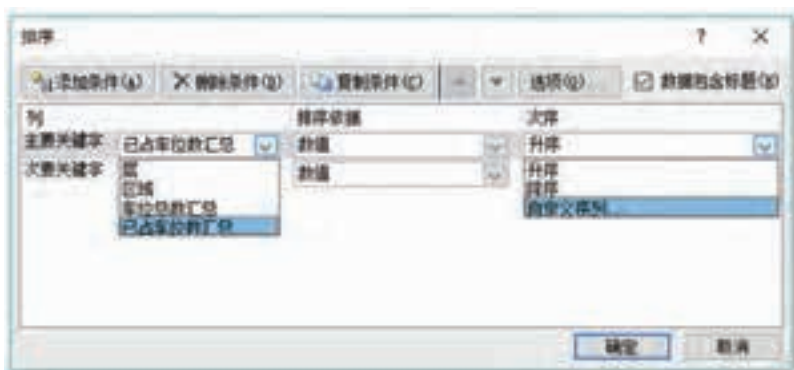 排序 ? ×
添加条件(A) 删除条件(D) 复制条件(C) 选项(O)... 数据包含标题(H)
列 排序依据 次序
主要关键字 已占车位数汇总 数值 升序
次要关键字 层 数值 升序
区域 降序
车位总数汇总 自定义序列...
已占车位数汇总
确定 取消